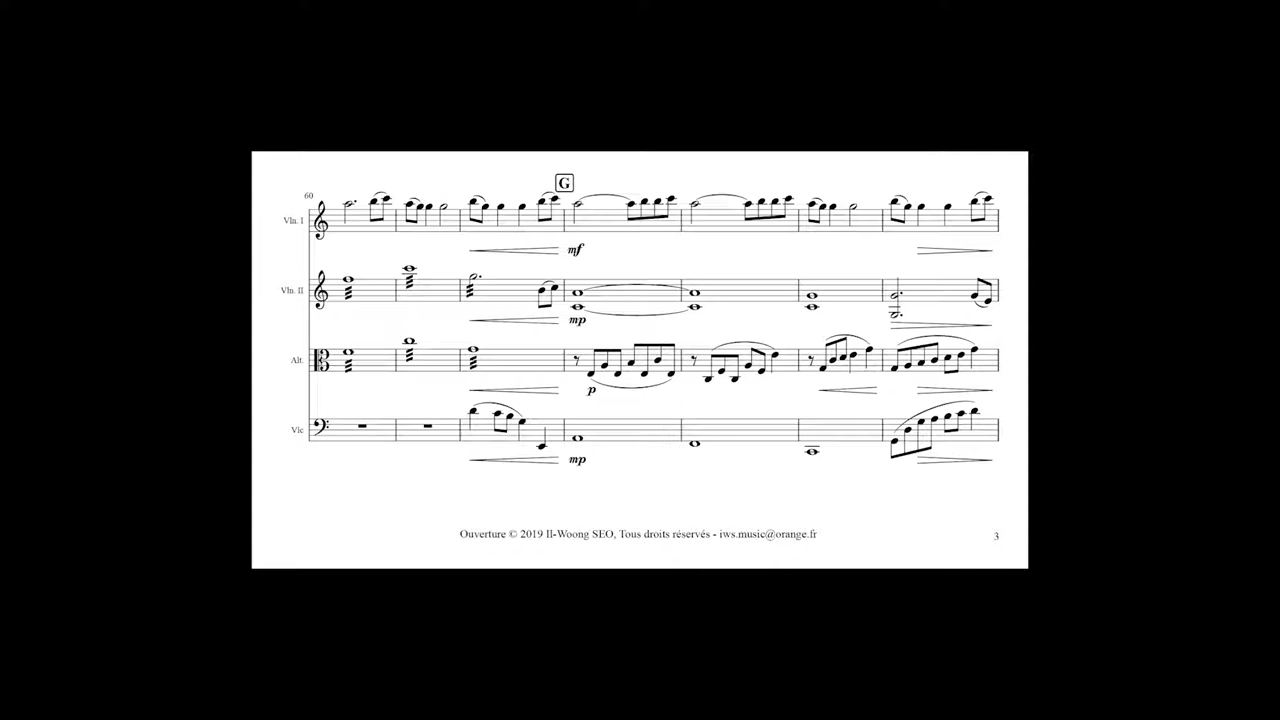 60
G
Vln. I
mf
Vln. II
mp
Alt.
p
Vlc
mp
Ouverture © 2019 Il-Woong SEO, Tous droits réservés - iws.music@orange.fr
3